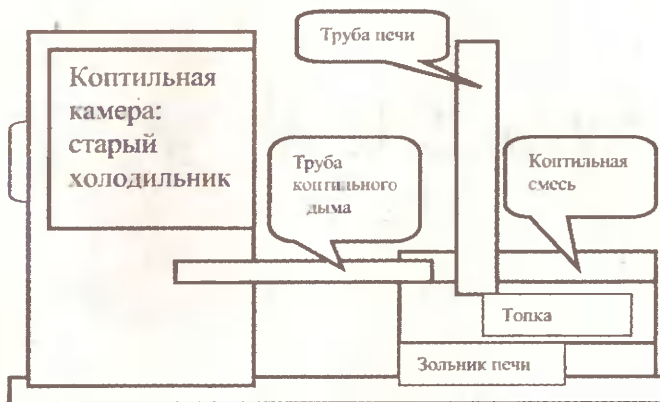 Коптильная
камера:
старый
холодильник
Труба печи
Труба
коптильного
дыма
Коптильная
смесь
Топка
Зольник печи